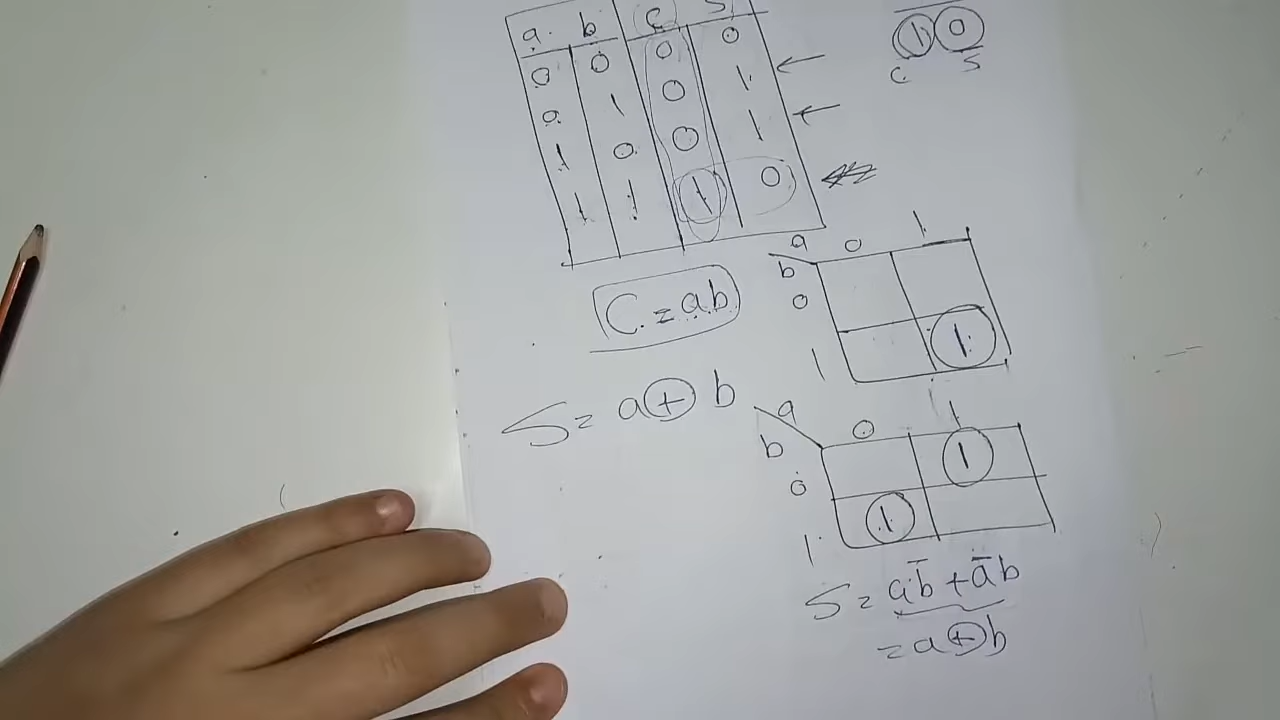 a. b C S
0 0 0 0
0 1 0 1
1 0 0 1
1 1 1 0
1 0
C S
C = ab
a 0 1
b
0
1 1
S = a ⊕ b
a 0 1
b
0 1
1 1
S = ab̅ + a̅b
= a ⊕ b